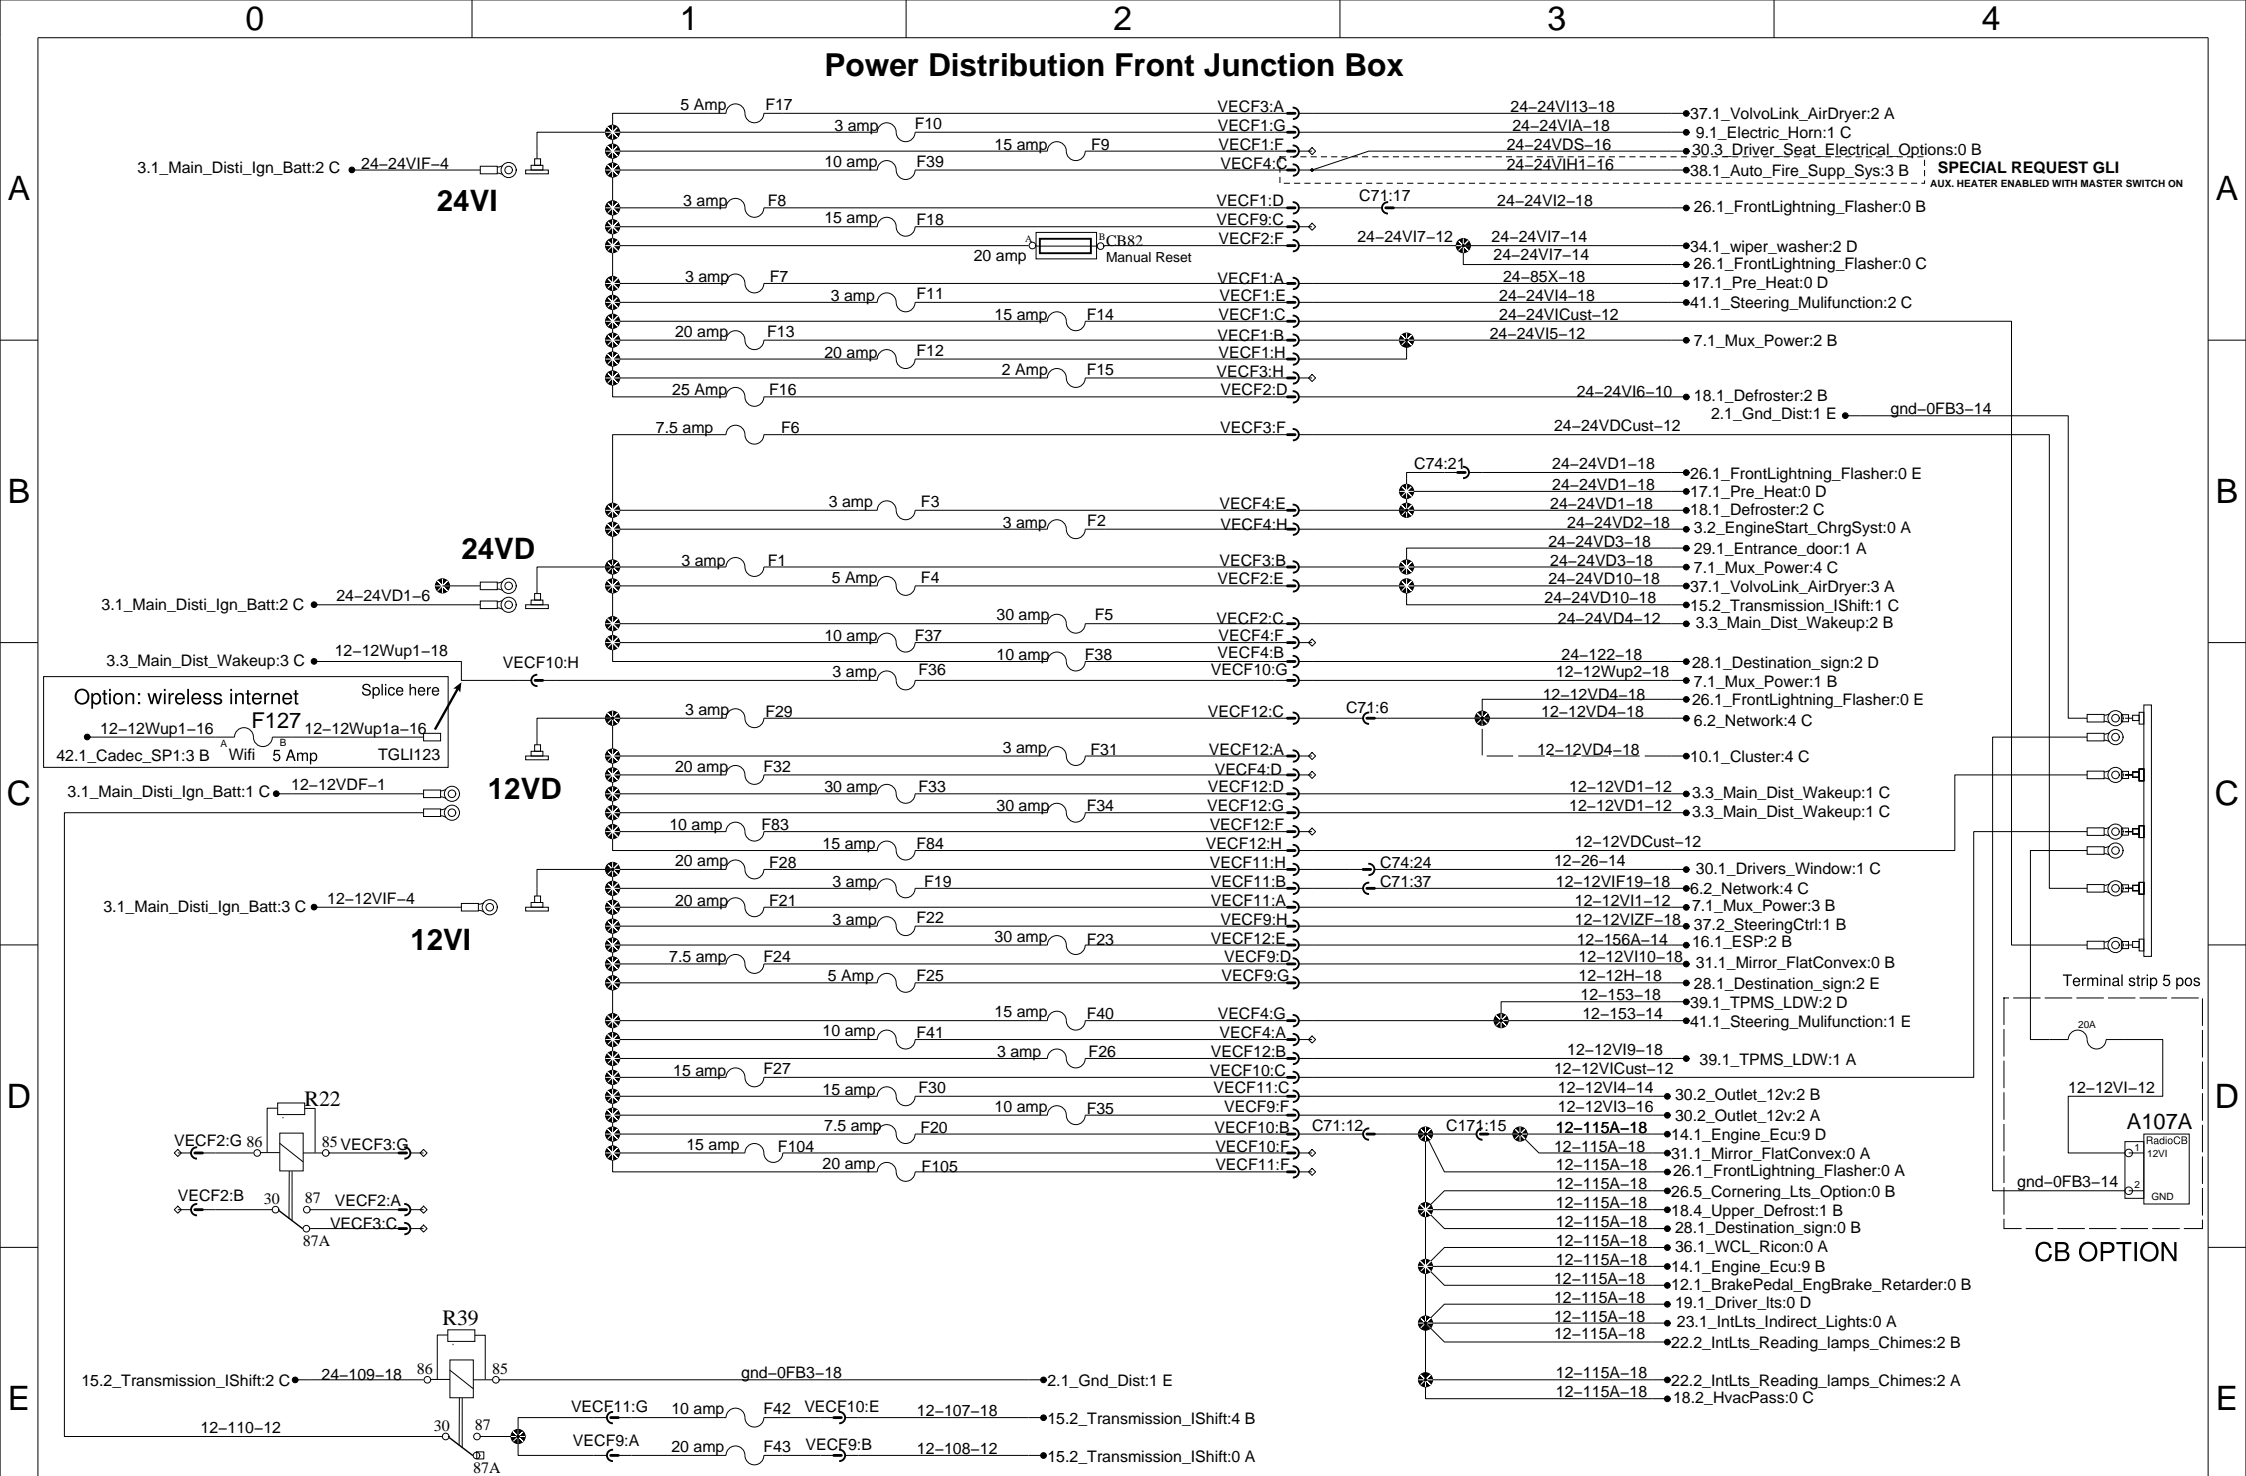 0 1 2 3 4
Power Distribution Front Junction Box
A A
B B
C C
D D
E E
5 Amp F17 VECF3:A 24-24VI13-18 37.1_VolvoLink_AirDryer:2 A
3 amp F10 VECF1:G 24-24VIA-18 9.1_Electric_Horn:1 C
15 amp F9 VECF1:F 24-24VDS-16 30.3_Driver_Seat_Electrical_Options:0 B
3.1_Main_Disti_Ign_Batt:2 C 24-24VIF-4 10 amp F39 VECF4:C 24-24VIH1-16 38.1_Auto_Fire_Supp_Sys:3 B SPECIAL REQUEST GLI
AUX. HEATER ENABLED WITH MASTER SWITCH ON
24VI
3 amp F8 VECF1:D C71:17 24-24VI2-18 26.1_FrontLightning_Flasher:0 B
15 amp F18 VECF9:C
20 amp A B CB82 Manual Reset VECF2:F 24-24VI7-12 24-24VI7-14 34.1_wiper_washer:2 D
24-24VI7-14 26.1_FrontLightning_Flasher:0 C
3 amp F7 VECF1:A 24-85X-18 17.1_Pre_Heat:0 D
3 amp F11 VECF1:E 24-24VI4-18 41.1_Steering_Mulifunction:2 C
15 amp F14 VECF1:C 24-24VICust-12
20 amp F13 VECF1:B 24-24VI5-12 7.1_Mux_Power:2 B
20 amp F12 VECF1:H
2 Amp F15 VECF3:H
25 Amp F16 VECF2:D 24-24VI6-10 18.1_Defroster:2 B
2.1_Gnd_Dist:1 E gnd-0FB3-14
7.5 amp F6 VECF3:F 24-24VDCust-12
C74:21 24-24VD1-18 26.1_FrontLightning_Flasher:0 E
24-24VD1-18 17.1_Pre_Heat:0 D
3 amp F3 VECF4:E 24-24VD1-18 18.1_Defroster:2 C
3 amp F2 VECF4:H 24-24VD2-18 3.2_EngineStart_ChrgSyst:0 A
24VD
24-24VD3-18 29.1_Entrance_door:1 A
3 amp F1 VECF3:B 24-24VD3-18 7.1_Mux_Power:4 C
5 Amp F4 VECF2:E 24-24VD10-18 37.1_VolvoLink_AirDryer:3 A
3.1_Main_Disti_Ign_Batt:2 C 24-24VD1-6 24-24VD10-18 15.2_Transmission_IShift:1 C
30 amp F5 VECF2:C 24-24VD4-12 3.3_Main_Dist_Wakeup:2 B
10 amp F37 VECF4:F
10 amp F38 VECF4:B 24-122-18 28.1_Destination_sign:2 D
3.3_Main_Dist_Wakeup:3 C 12-12Wup1-18 VECF10:H 3 amp F36 VECF10:G 12-12Wup2-18 7.1_Mux_Power:1 B
Option: wireless internet Splice here
12-12Wup1-16 F127 12-12Wup1a-16
42.1_Cadec_SP1:3 B A Wifi B 5 Amp TGLI123
12-12VD4-18 26.1_FrontLightning_Flasher:0 E
3 amp F29 VECF12:C C71:6 12-12VD4-18 6.2_Network:4 C
3 amp F31 VECF12:A 12-12VD4-18 10.1_Cluster:4 C
20 amp F32 VECF4:D
12VD
3.1_Main_Disti_Ign_Batt:1 C 12-12VDF-1 30 amp F33 VECF12:D 12-12VD1-12 3.3_Main_Dist_Wakeup:1 C
30 amp F34 VECF12:G 12-12VD1-12 3.3_Main_Dist_Wakeup:1 C
10 amp F83 VECF12:F
15 amp F84 VECF12:H 12-12VDCust-12
20 amp F28 VECF11:H C74:24 12-26-14 30.1_Drivers_Window:1 C
3 amp F19 VECF11:B C71:37 12-12VIF19-18 6.2_Network:4 C
3.1_Main_Disti_Ign_Batt:3 C 12-12VIF-4 20 amp F21 VECF11:A 12-12VI1-12 7.1_Mux_Power:3 B
12VI
3 amp F22 VECF9:H 12-12VIZF-18 37.2_SteeringCtrl:1 B
30 amp F23 VECF12:E 12-156A-14 16.1_ESP:2 B
7.5 amp F24 VECF9:D 12-12VI10-18 31.1_Mirror_FlatConvex:0 B
5 Amp F25 VECF9:G 12-12H-18 28.1_Destination_sign:2 E
Terminal strip 5 pos
12-153-18 39.1_TPMS_LDW:2 D
15 amp F40 VECF4:G 12-153-14 41.1_Steering_Mulifunction:1 E
10 amp F41 VECF4:A
3 amp F26 VECF12:B 12-12VI9-18 39.1_TPMS_LDW:1 A
15 amp F27 VECF10:C 12-12VICust-12
15 amp F30 VECF11:C 12-12VI4-14 30.2_Outlet_12v:2 B
10 amp F35 VECF9:F 12-12VI3-16 30.2_Outlet_12v:2 A
7.5 amp F20 VECF10:B C71:12 C171:15 12-115A-18 14.1_Engine_Ecu:9 D
15 amp F104 VECF10:F 12-115A-18 31.1_Mirror_FlatConvex:0 A
20 amp F105 VECF11:F 12-115A-18 26.1_FrontLightning_Flasher:0 A
12-115A-18 26.5_Cornering_Lts_Option:0 B
12-115A-18 18.4_Upper_Defrost:1 B
12-115A-18 28.1_Destination_sign:0 B
12-115A-18 36.1_WCL_Ricon:0 A
12-115A-18 14.1_Engine_Ecu:9 B
12-115A-18 12.1_BrakePedal_EngBrake_Retarder:0 B
12-115A-18 19.1_Driver_lts:0 D
12-115A-18 23.1_IntLts_Indirect_Lights:0 A
12-115A-18 22.2_IntLts_Reading_lamps_Chimes:2 B
12-115A-18 22.2_IntLts_Reading_lamps_Chimes:2 A
12-115A-18 18.2_HvacPass:0 C
20A
12-12VI-12
A107A
RadioCB
1 12VI
gnd-0FB3-14 2 GND
CB OPTION
R22
VECF2:G 86 85 VECF3:G
VECF2:B 30 87 VECF2:A
VECF3:C
87A
R39
15.2_Transmission_IShift:2 C 24-109-18 86 85 gnd-0FB3-18 2.1_Gnd_Dist:1 E
VECF11:G 10 amp F42 VECF10:E 12-107-18 15.2_Transmission_IShift:4 B
12-110-12 30 87
VECF9:A 20 amp F43 VECF9:B 12-108-12 15.2_Transmission_IShift:0 A
87A